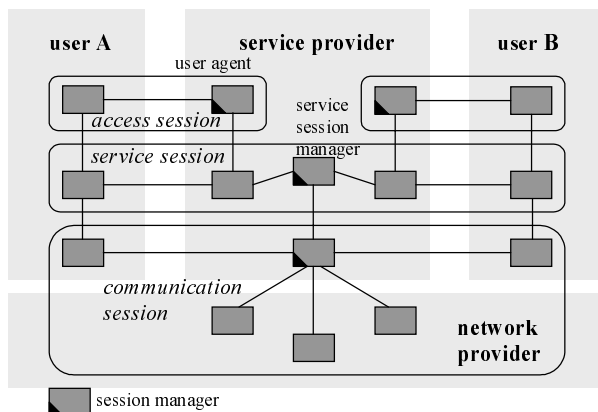 user A
service provider
user B
user agent
service
session
manager
access session
service session
communication
session
network
provider
session manager